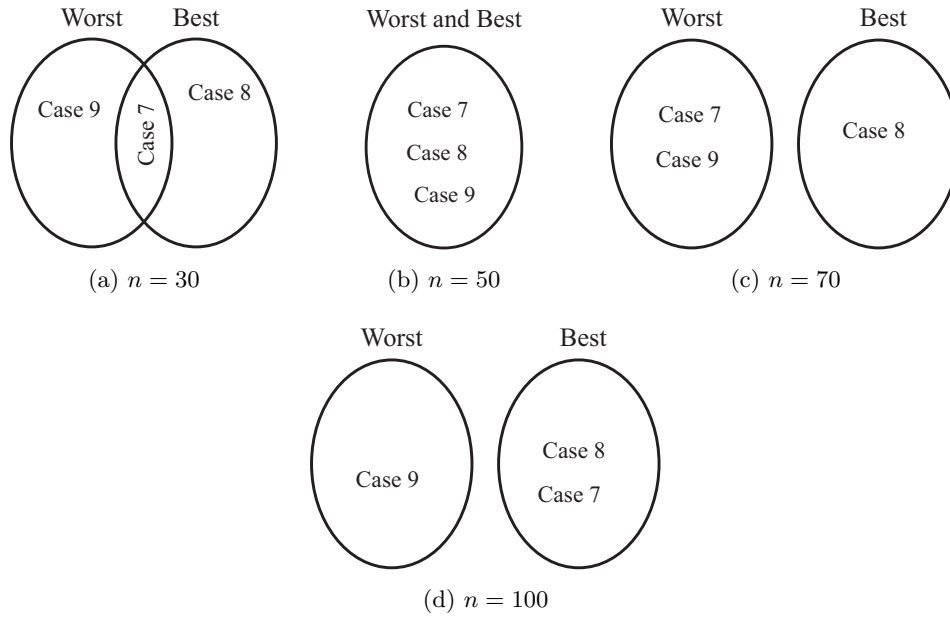 Worst Best
Case 9
Case 7
Case 8
(a) n = 30
Worst and Best
Case 7
Case 8
Case 9
(b) n = 50
Worst Best
Case 7
Case 9
Case 8
(c) n = 70
Worst Best
Case 9
Case 8
Case 7
(d) n = 100